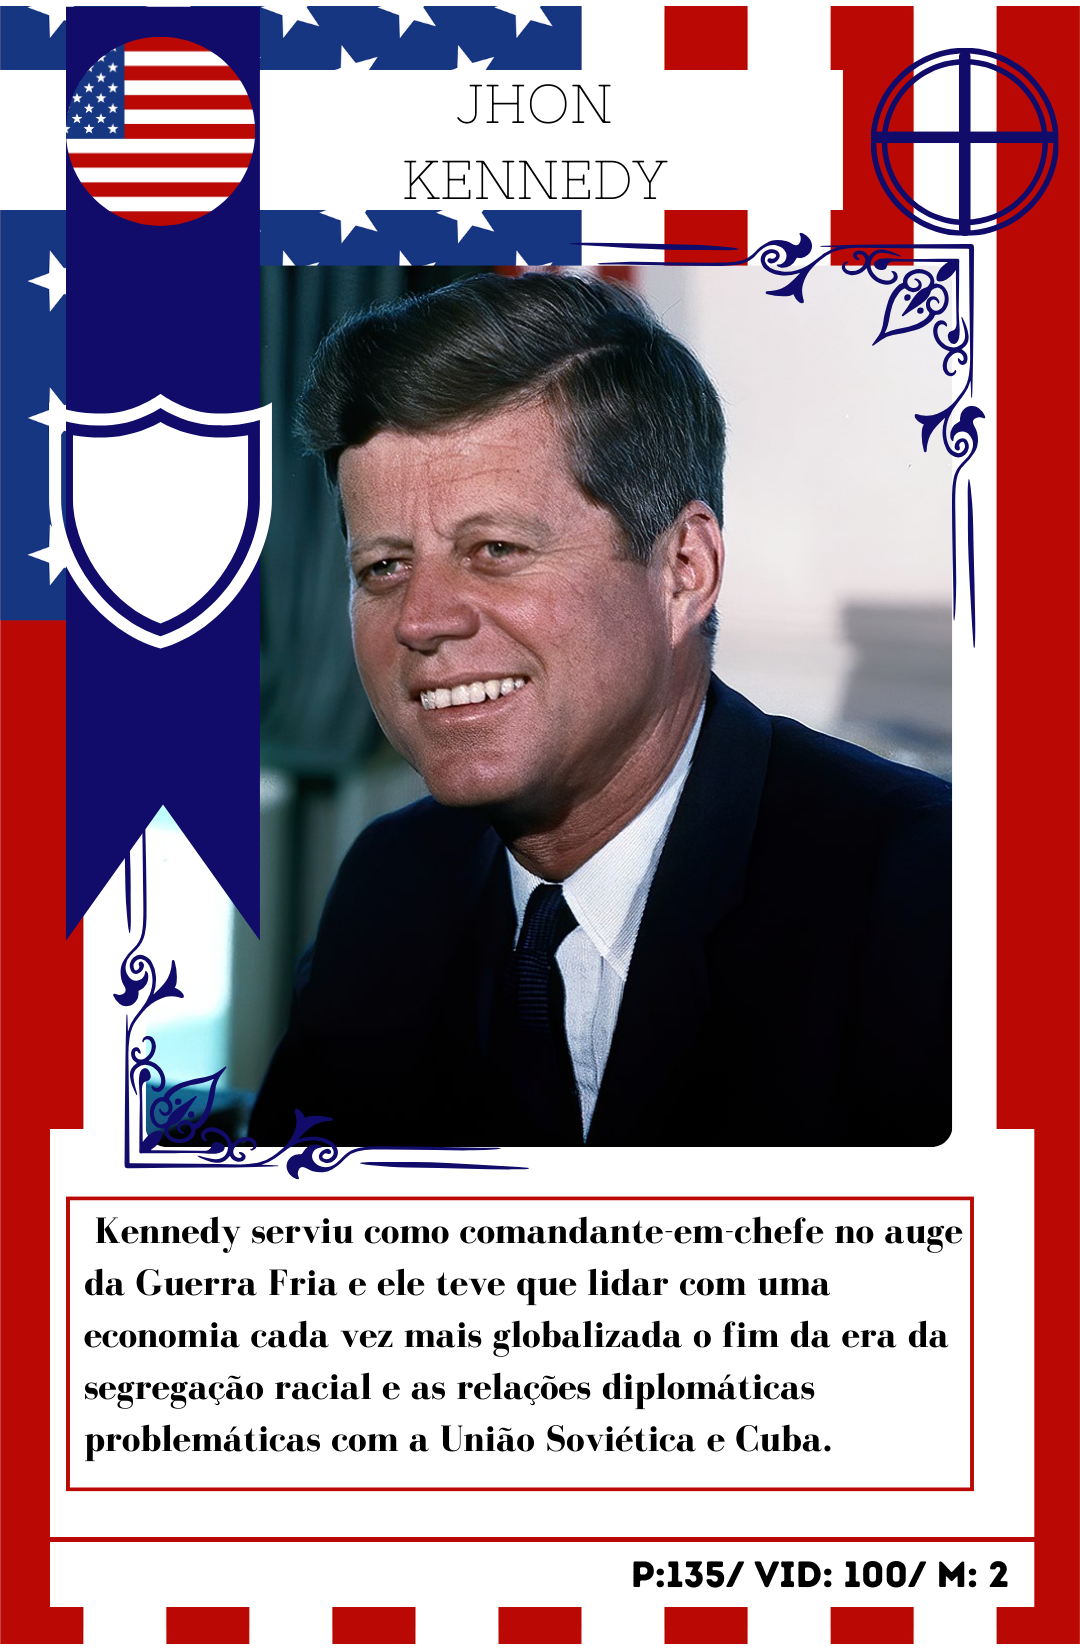 JHON
KENNEDY
Kennedy serviu como comandante-em-chefe no auge
da Guerra Fria e ele teve que lidar com uma
economia cada vez mais globalizada o fim da era da
segregação racial e as relações diplomáticas
problemáticas com a União Soviética e Cuba.
P:135/ VID: 100/ M: 2